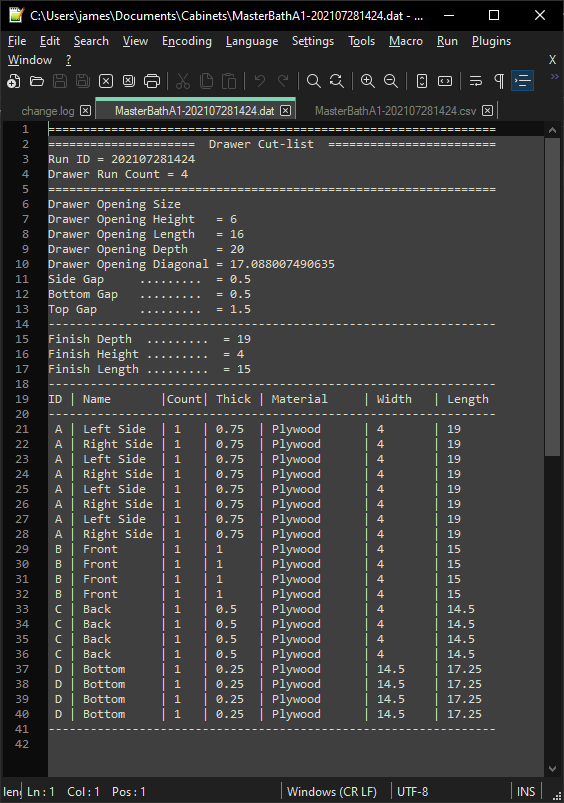 C:\Users\james\Documents\Cabinets\MasterBathA1-202107281424.dat - ...
File Edit Search View Encoding Language Settings Tools Macro Run Plugins
Window ? X
change.log MasterBathA1-202107281424.dat MasterBathA1-202107281424.csv
1 ================================================================
2 ===================== Drawer Cut-list ========================
3 Run ID = 202107281424
4 Drawer Run Count = 4
5 ================================================================
6 Drawer Opening Size
7 Drawer Opening Height = 6
8 Drawer Opening Length = 16
9 Drawer Opening Depth = 20
10 Drawer Opening Diagonal = 17.088007490635
11 Side Gap ......... = 0.5
12 Bottom Gap ......... = 0.5
13 Top Gap ......... = 1.5
14 ----------------------------------------------------------------
15 Finish Depth ......... = 19
16 Finish Height ......... = 4
17 Finish Length ......... = 15
18 ----------------------------------------------------------------
19 ID | Name |Count| Thick | Material | Width | Length
20 ----------------------------------------------------------------
21 A | Left Side | 1 | 0.75 | Plywood | 4 | 19
22 A | Right Side | 1 | 0.75 | Plywood | 4 | 19
23 A | Left Side | 1 | 0.75 | Plywood | 4 | 19
24 A | Right Side | 1 | 0.75 | Plywood | 4 | 19
25 A | Left Side | 1 | 0.75 | Plywood | 4 | 19
26 A | Right Side | 1 | 0.75 | Plywood | 4 | 19
27 A | Left Side | 1 | 0.75 | Plywood | 4 | 19
28 A | Right Side | 1 | 0.75 | Plywood | 4 | 19
29 B | Front | 1 | 1 | Plywood | 4 | 15
30 B | Front | 1 | 1 | Plywood | 4 | 15
31 B | Front | 1 | 1 | Plywood | 4 | 15
32 B | Front | 1 | 1 | Plywood | 4 | 15
33 C | Back | 1 | 0.5 | Plywood | 4 | 14.5
34 C | Back | 1 | 0.5 | Plywood | 4 | 14.5
35 C | Back | 1 | 0.5 | Plywood | 4 | 14.5
36 C | Back | 1 | 0.5 | Plywood | 4 | 14.5
37 D | Bottom | 1 | 0.25 | Plywood | 14.5 | 17.25
38 D | Bottom | 1 | 0.25 | Plywood | 14.5 | 17.25
39 D | Bottom | 1 | 0.25 | Plywood | 14.5 | 17.25
40 D | Bottom | 1 | 0.25 | Plywood | 14.5 | 17.25
41 ----------------------------------------------------------------
42
Ln : 1 Col : 1 Pos : 1 Windows (CR LF) UTF-8 INS